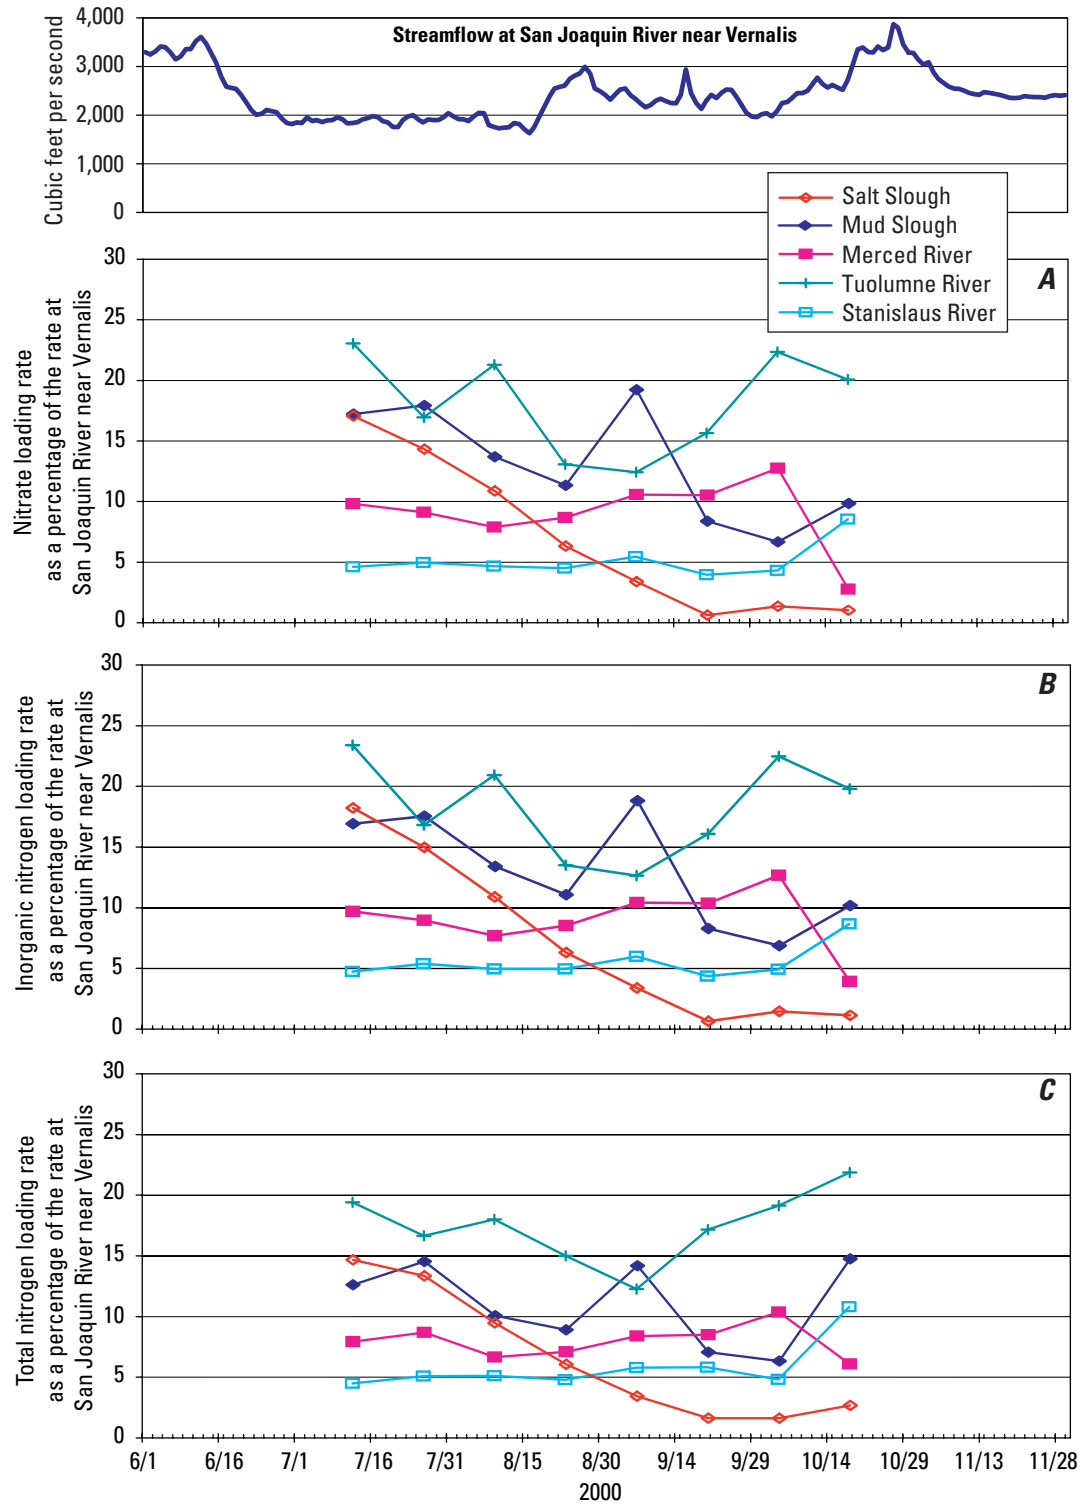 4,000
Streamflow at San Joaquin River near Vernalis
3,000
2,000
1,000
0
Cubic feet per second
Salt Slough
Mud Slough
Merced River
Tuolumne River
Stanislaus River
A
30
25
20
15
10
5
0
Nitrate loading rate
as a percentage of the rate at
San Joaquin River near Vernalis
B
30
25
20
15
10
5
0
Inorganic nitrogen loading rate
as a percentage of the rate at
San Joaquin River near Vernalis
C
30
25
20
15
10
5
0
Total nitrogen loading rate
as a percentage of the rate at
San Joaquin River near Vernalis
6/1 6/16 7/1 7/16 7/31 8/15 8/30 9/14 9/29 10/14 10/29 11/13 11/28
2000